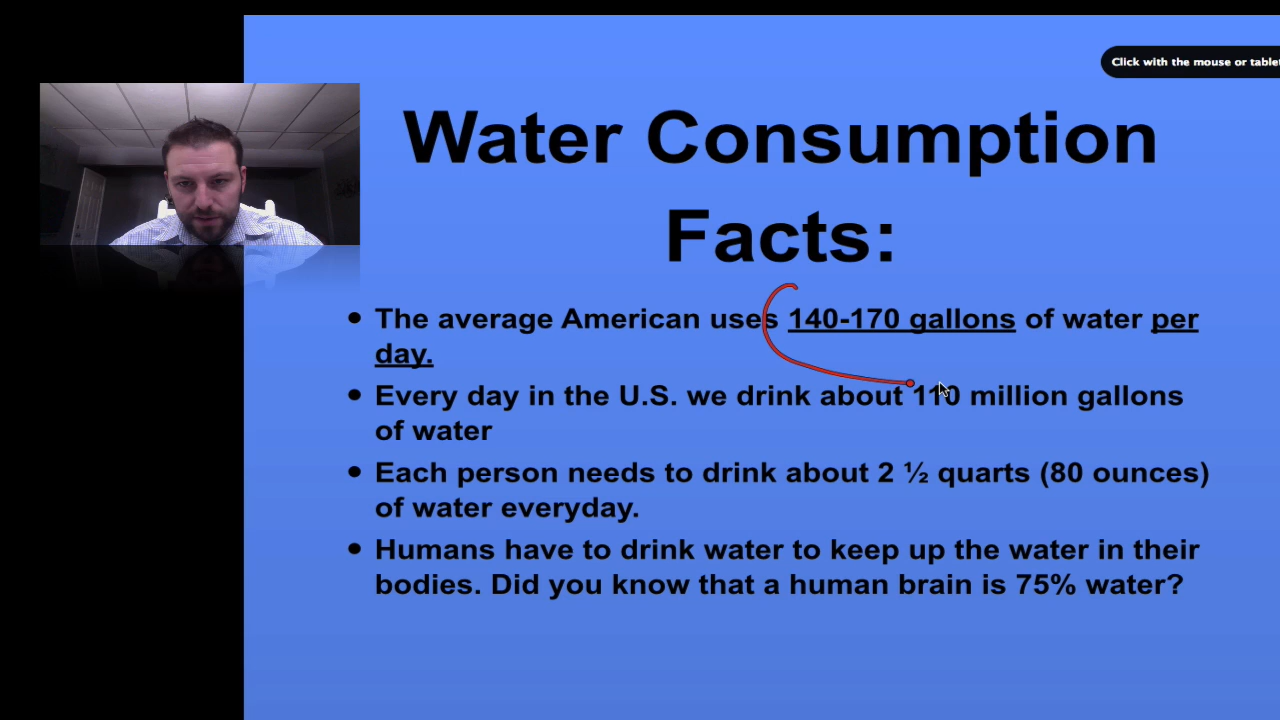 Click with the mouse or tablet
Water Consumption
Facts:
• The average American uses 140-170 gallons of water per
day.
• Every day in the U.S. we drink about 110 million gallons
of water
• Each person needs to drink about 2 ½ quarts (80 ounces)
of water everyday.
• Humans have to drink water to keep up the water in their
bodies. Did you know that a human brain is 75% water?